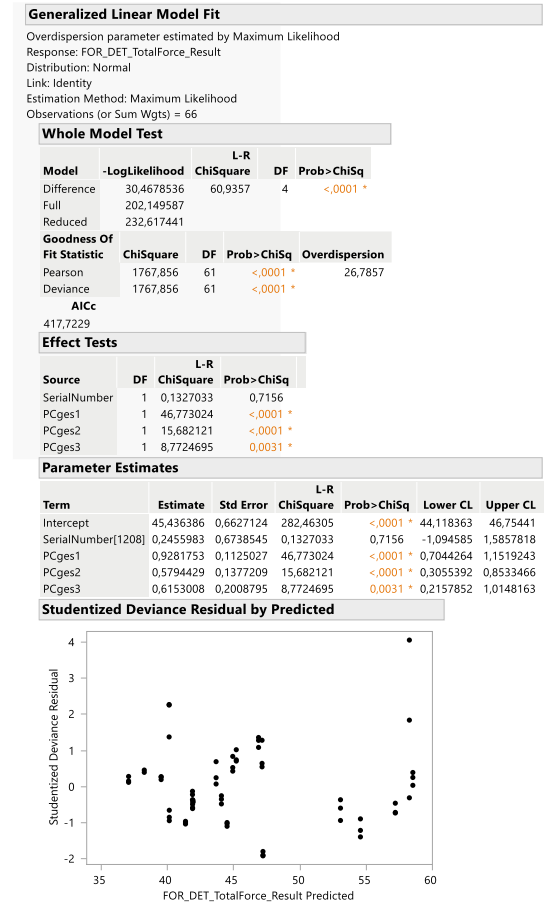 Generalized Linear Model Fit
Overdispersion parameter estimated by Maximum Likelihood
Response: FOR_DET_TotalForce_Result
Distribution: Normal
Link: Identity
Estimation Method: Maximum Likelihood
Observations (or Sum Wgts) = 66
Whole Model Test
L-R
Model -LogLikelihood ChiSquare DF Prob>ChiSq
Difference 30,4678536 60,9357 4 <,0001 *
Full 202,149587
Reduced 232,617441
Goodness Of
Fit Statistic ChiSquare DF Prob>ChiSq Overdispersion
Pearson 1767,856 61 <,0001 * 26,7857
Deviance 1767,856 61 <,0001 *
AICc
417,7229
Effect Tests
L-R
Source DF ChiSquare Prob>ChiSq
SerialNumber 1 0,1327033 0,7156
PCges1 1 46,773024 <,0001 *
PCges2 1 15,682121 <,0001 *
PCges3 1 8,7724695 0,0031 *
Parameter Estimates
L-R
Term Estimate Std Error ChiSquare Prob>ChiSq Lower CL Upper CL
Intercept 45,436386 0,6627124 282,46305 <,0001 * 44,118363 46,75441
SerialNumber[1208] 0,2455983 0,6738545 0,1327033 0,7156 -1,094585 1,5857818
PCges1 0,9281753 0,1125027 46,773024 <,0001 * 0,7044264 1,1519243
PCges2 0,5794429 0,1377209 15,682121 <,0001 * 0,3055392 0,8533466
PCges3 0,6153008 0,2008795 8,7724695 0,0031 * 0,2157852 1,0148163
Studentized Deviance Residual by Predicted
Studentized Deviance Residual
4
3
2
1
0
-1
-2
35 40 45 50 55 60
FOR_DET_TotalForce_Result Predicted